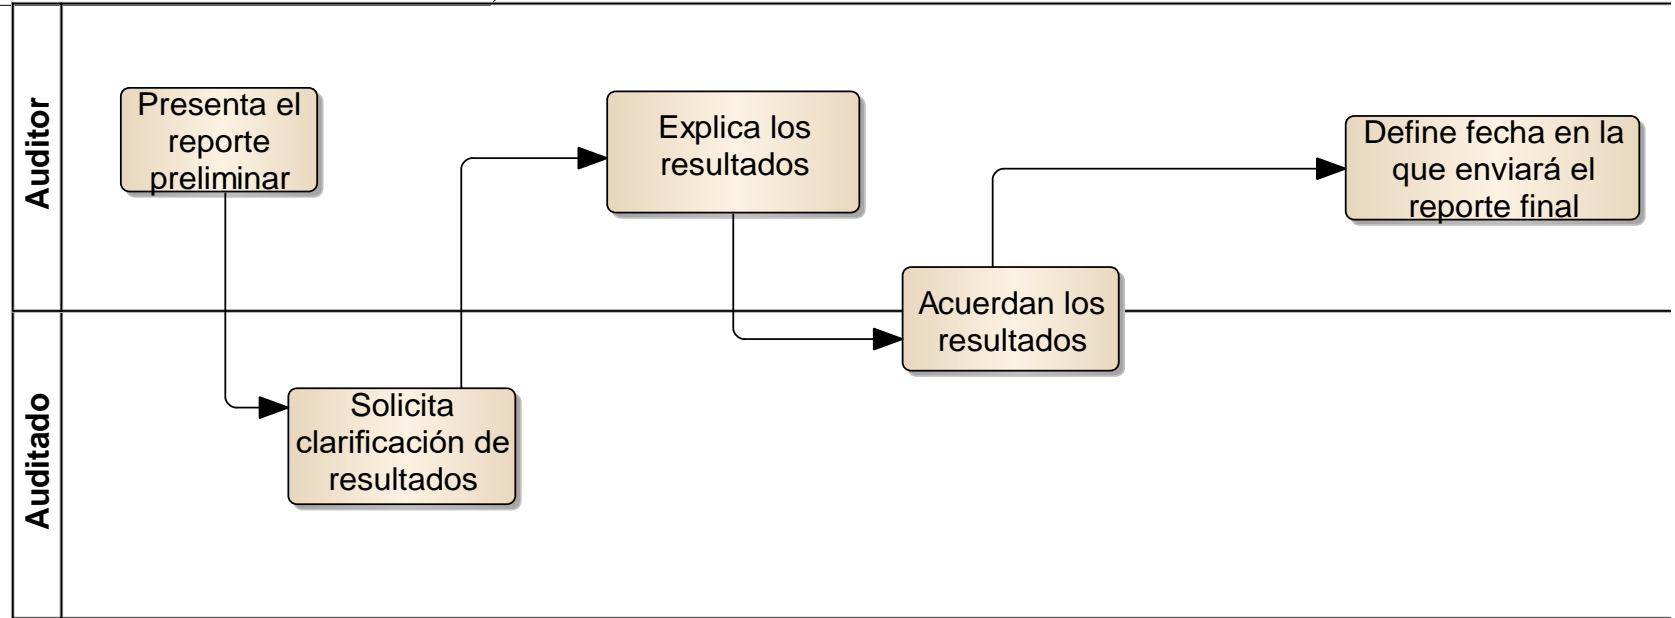 Auditor
Presenta el
reporte
preliminar
Explica los
resultados
Define fecha en la
que enviará el
reporte final
Acuerdan los
resultados
Auditado
Solicita
clarificación de
resultados